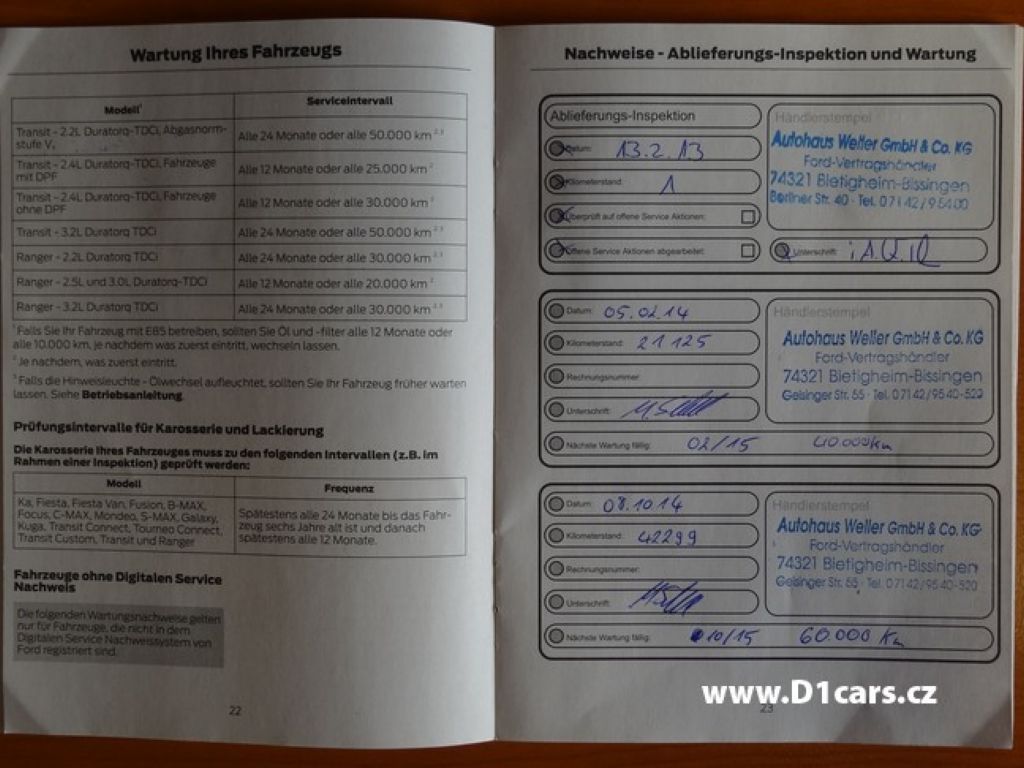 Wartung Ihres Fahrzeugs
Modell¹ Serviceintervall
Transit - 2.2L Duratorq-TDCi, Abgasnorm-
stufe V, Alle 24 Monate oder alle 50.000 km ²,³
Transit - 2.4L Duratorq-TDCi, Fahrzeuge
mit DPF Alle 12 Monate oder alle 25.000 km ²
Transit - 2.4L Duratorq-TDCi, Fahrzeuge
ohne DPF Alle 12 Monate oder alle 30.000 km ²
Transit - 3.2L Duratorq TDCi Alle 24 Monate oder alle 50.000 km ²,³
Ranger - 2.2L Duratorq TDCi Alle 24 Monate oder alle 30.000 km ²,³
Ranger - 2.5L und 3.0L Duratorq-TDCi Alle 12 Monate oder alle 20.000 km ²
Ranger - 3.2L Duratorq TDCi Alle 24 Monate oder alle 30.000 km ²,³
¹ Falls Sie Ihr Fahrzeug mit E85 betreiben, sollten Sie Öl und -filter alle 12 Monate oder
alle 10.000 km, je nachdem was zuerst eintritt, wechseln lassen.
² Je nachdem, was zuerst eintritt.
³ Falls die Hinweisleuchte - Ölwechsel aufleuchtet, sollten Sie Ihr Fahrzeug früher warten
lassen. Siehe Betriebsanleitung.
Prüfungsintervalle für Karosserie und Lackierung
Die Karosserie Ihres Fahrzeuges muss zu den folgenden Intervallen (z.B. im
Rahmen einer Inspektion) geprüft werden:
Modell Frequenz
Ka, Fiesta, Fiesta Van, Fusion, B-MAX,
Focus, C-MAX, Mondeo, S-MAX, Galaxy,
Kuga, Transit Connect, Tourneo Connect,
Transit Custom, Transit und Ranger
Spätestens alle 24 Monate bis das Fahr-
zeug sechs Jahre alt ist und danach
spätestens alle 12 Monate.
Fahrzeuge ohne Digitalen Service
Nachweis
Die folgenden Wartungsnachweise gelten
nur für Fahrzeuge, die nicht in dem
Digitalen Service Nachweissystem von
Ford registriert sind.
22
Nachweise - Ablieferungs-Inspektion und Wartung
Ablieferungs-Inspektion
Datum: 13.2.13
Kilometerstand: 1
Überprüft auf offene Service Aktionen:
Offene Service Aktionen abgearbeitet:
Händlerstempel
Autohaus Weller GmbH & Co. KG
Ford-Vertragshändler
74321 Bietigheim-Bissingen
Berliner Str. 40 · Tel. 07142/95400
Unterschrift:
Datum: 05.02.14
Kilometerstand: 21125
Rechnungsnummer:
Unterschrift:
Nächste Wartung fällig: 02/15 40.000 km
Händlerstempel
Autohaus Weller GmbH & Co. KG
Ford-Vertragshändler
74321 Bietigheim-Bissingen
Geisinger Str. 55 · Tel. 07142/9540-520
Datum: 08.10.14
Kilometerstand: 42299
Rechnungsnummer:
Unterschrift:
Nächste Wartung fällig: 10/15 60.000 Km
Händlerstempel
Autohaus Weller GmbH & Co. KG
Ford-Vertragshändler
74321 Bietigheim-Bissingen
Geisinger Str. 55 · Tel. 07142/9540-520
www.D1cars.cz
23